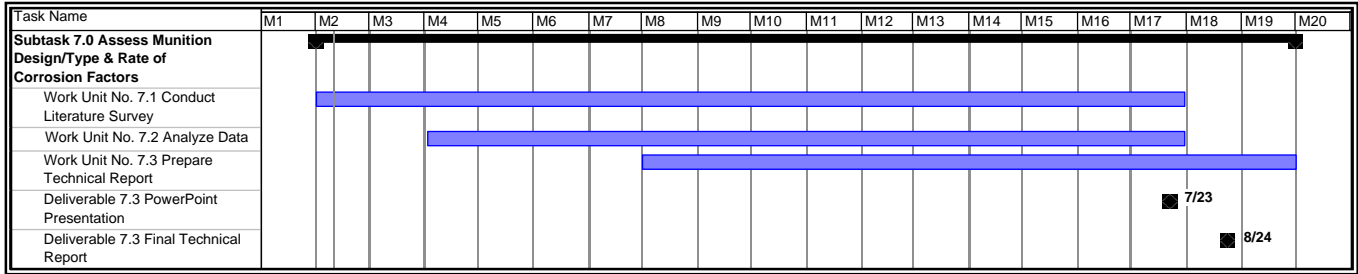 Task Name M1 M2 M3 M4 M5 M6 M7 M8 M9 M10 M11 M12 M13 M14 M15 M16 M17 M18 M19 M20
Subtask 7.0 Assess Munition
Design/Type & Rate of
Corrosion Factors
Work Unit No. 7.1 Conduct
Literature Survey
Work Unit No. 7.2 Analyze Data
Work Unit No. 7.3 Prepare
Technical Report
Deliverable 7.3 PowerPoint 7/23
Presentation
Deliverable 7.3 Final Technical 8/24
Report